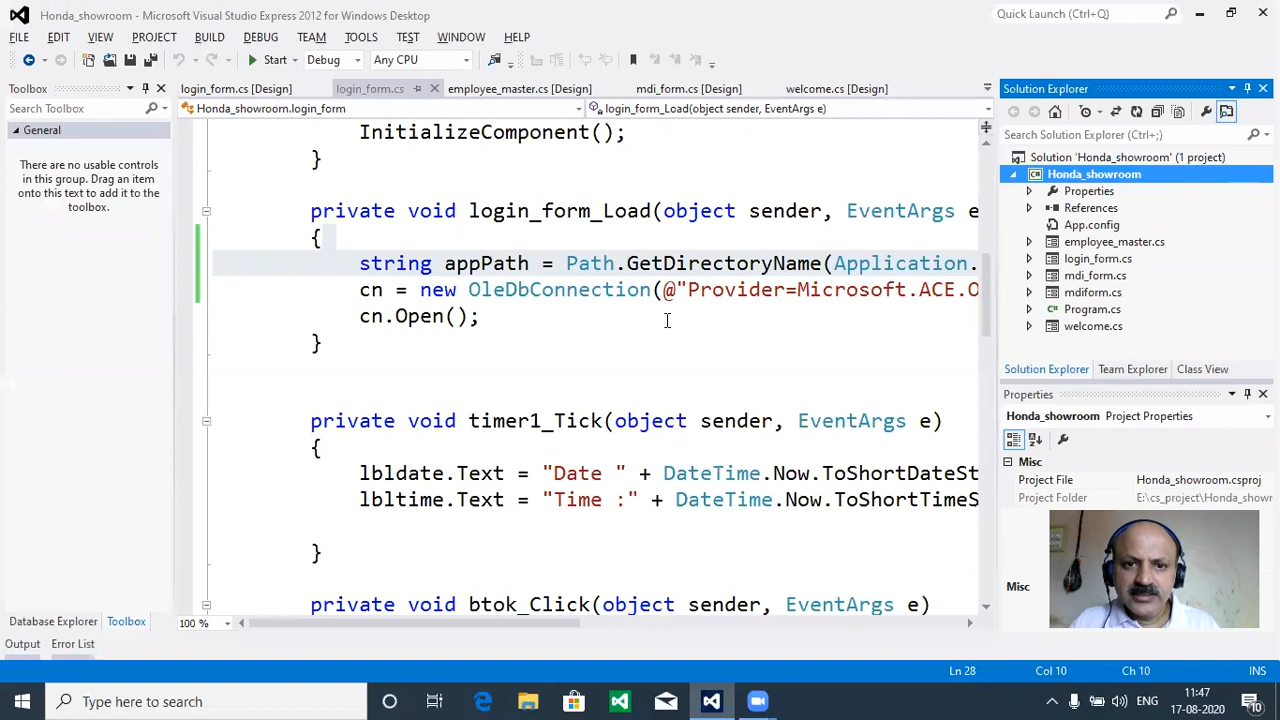 Honda_showroom - Microsoft Visual Studio Express 2012 for Windows Desktop
Quick Launch (Ctrl+Q)
FILE EDIT VIEW PROJECT BUILD DEBUG TEAM TOOLS TEST WINDOW HELP
Start Debug Any CPU
Toolbox
login_form.cs [Design] login_form.cs employee_master.cs [Design] mdi_form.cs [Design] welcome.cs [Design]
Solution Explorer
Search Toolbox
Honda_showroom.login_form
login_form_Load(object sender, EventArgs e)
General
There are no usable controls
in this group. Drag an item
onto this text to add it to the
toolbox.
InitializeComponent();
}
private void login_form_Load(object sender, EventArgs e
{
string appPath = Path.GetDirectoryName(Application.
cn = new OleDbConnection(@"Provider=Microsoft.ACE.O
cn.Open();
}
private void timer1_Tick(object sender, EventArgs e)
{
lbldate.Text = "Date " + DateTime.Now.ToShortDateSt
lbltime.Text = "Time :" + DateTime.Now.ToShortTimeS
}
private void btok_Click(object sender, EventArgs e)
100 %
Search Solution Explorer (Ctrl+;)
Solution 'Honda_showroom' (1 project)
C# Honda_showroom
Properties
References
App.config
employee_master.cs
login_form.cs
mdi_form.cs
mdiform.cs
Program.cs
welcome.cs
Solution Explorer Team Explorer Class View
Properties
Honda_showroom Project Properties
Misc
Project File Honda_showroom.csproj
Project Folder E:\cs_project\Honda_showr
Misc
Database Explorer Toolbox
Output Error List
Ln 28 Col 10 Ch 10 INS
Type here to search
ENG
11:47
17-08-2020
10